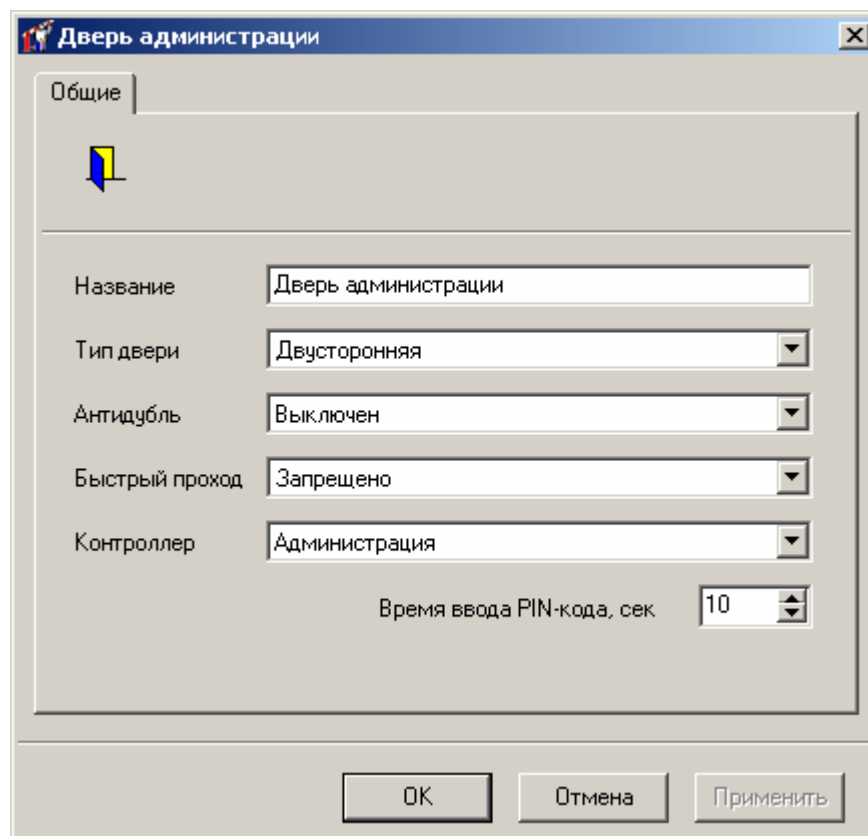 Дверь администрации
Общие
Название Дверь администрации
Тип двери Двусторонняя
Антидубль Выключен
Быстрый проход Запрещено
Контроллер Администрация
Время ввода PIN-кода, сек 10
OK Отмена Применить